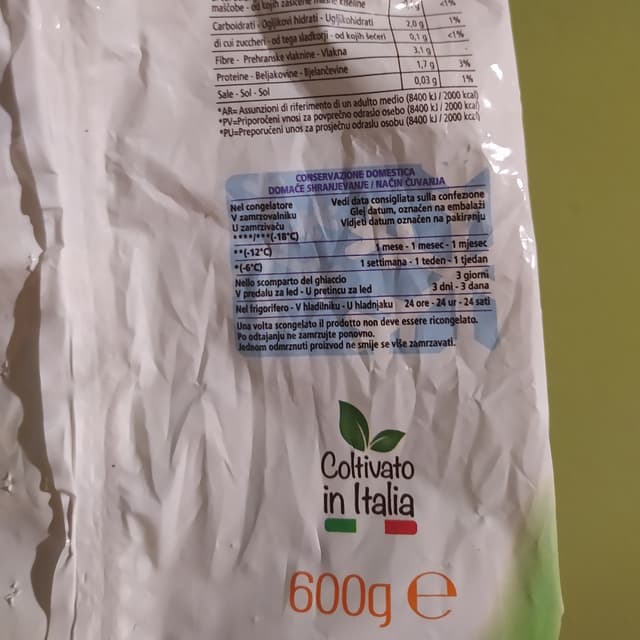 maščobe - od kojih zasićene masne kiseline <1%
Carboidrati - Ogljikovi hidrati - Ugljikohidrati 2,0 g 1%
di cui zuccheri - od tega sladkorji - od kojih šećeri 0,1 g <1%
Fibre - Prehranske vlaknine - Vlakna 3,1 g -
Proteine - Beljakovine - Bjelančevine 1,7 g 3%
Sale - Sol - Sol 0,03 g 1%
*AR= Assunzioni di riferimento di un adulto medio (8400 kJ / 2000 kcal)
*PV=Priporočeni vnosi za povprečno odraslo osebo (8400 kJ / 2000 kcal)
*PU=Preporučeni unos za prosječnu odraslu osobu (8400 kJ / 2000 kcal)
CONSERVAZIONE DOMESTICA
DOMAČE SHRANJEVANJE / NAČIN ČUVANJA
Nel congelatore Vedi data consigliata sulla confezione
V zamrzovalniku Glej datum, označen na embalaži
U zamrzivaču Vidjeti datum označen na pakiranju
****/***(-18°C)
**(-12°C) 1 mese - 1 mesec - 1 mjesec
*(-6°C) 1 settimana - 1 teden - 1 tjedan
Nello scomparto del ghiaccio 3 giorni
V predalu za led - U pretincu za led 3 dni - 3 dana
Nel frigorifero - V hladilniku - U hladnjaku 24 ore - 24 ur - 24 sati
Una volta scongelato il prodotto non deve essere ricongelato.
Po odtajanju ne zamrzujte ponovno.
Jednom odmrznuti proizvod ne smije se više zamrzavati.
Coltivato
in Italia
600g e